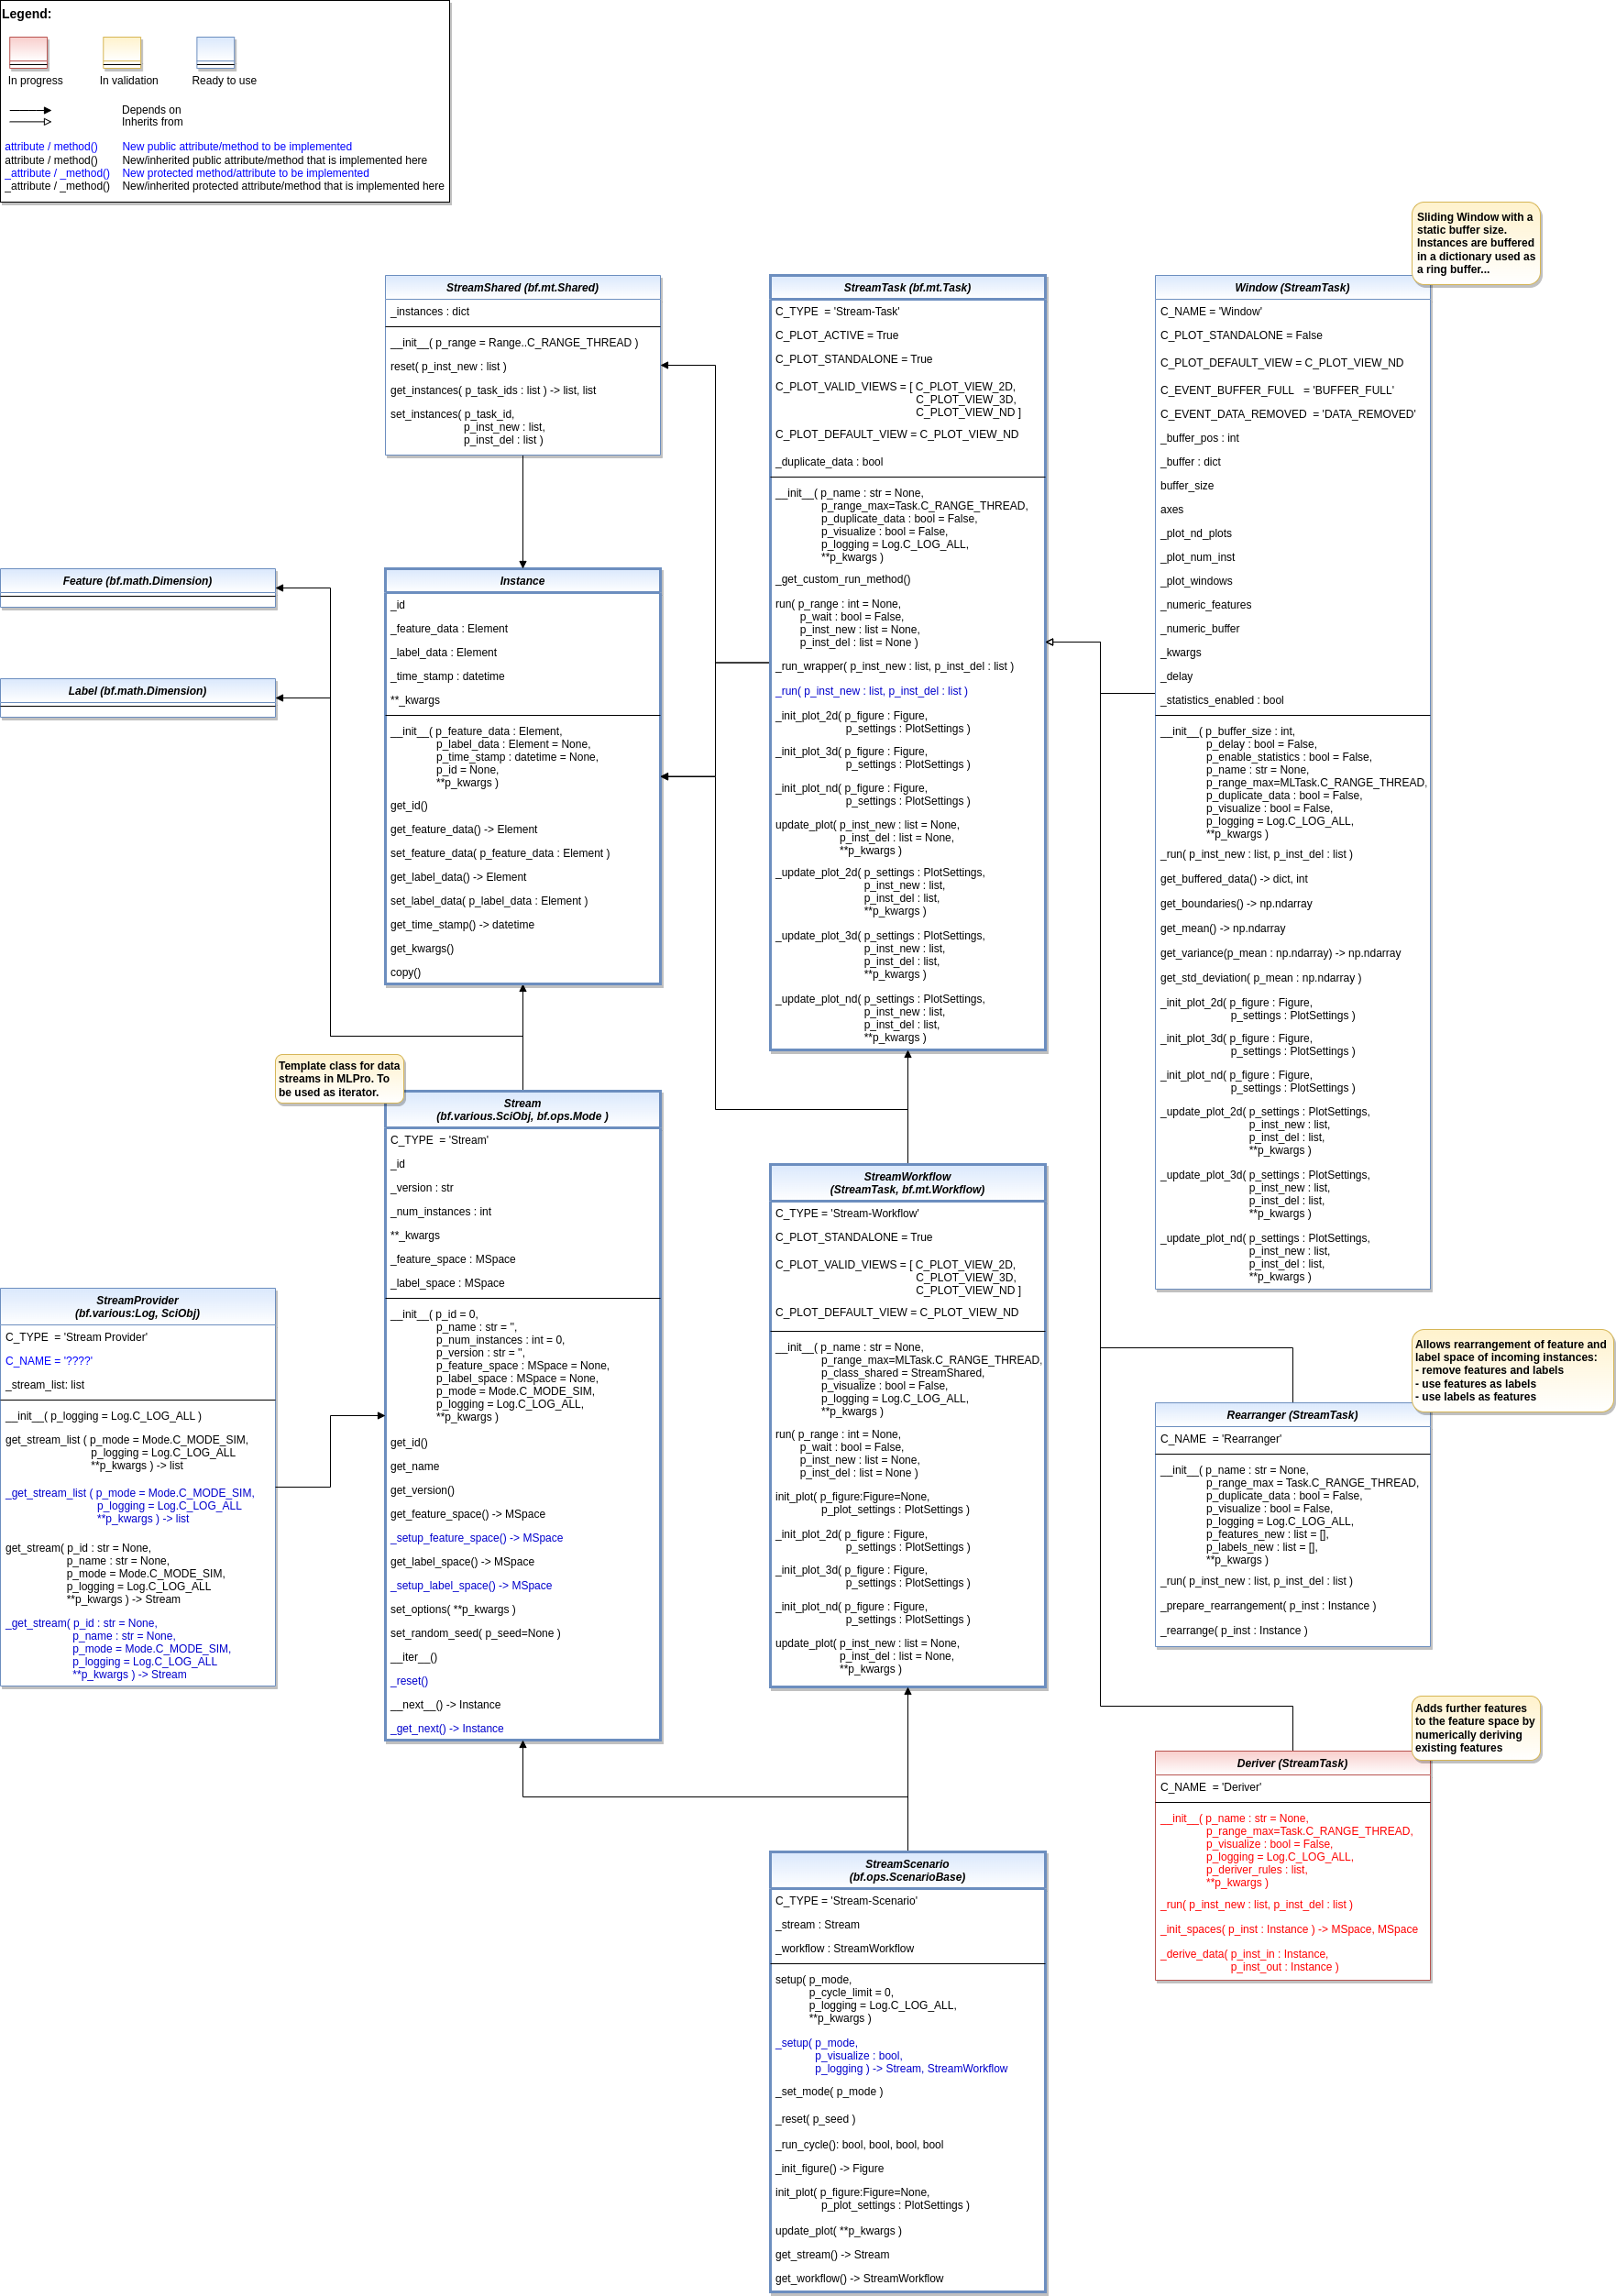 Legend:
In progress
In validation
Ready to use
Depends on
Inherits from
attribute / method() New public attribute/method to be implemented
attribute / method() New/inherited public attribute/method that is implemented here
_attribute / _method() New protected method/attribute to be implemented
_attribute / _method() New/inherited protected attribute/method that is implemented here
Sliding Window with a
static buffer size.
Instances are buffered
in a dictionary used as
a ring buffer...
StreamShared (bf.mt.Shared)
_instances : dict
__init__( p_range = Range..C_RANGE_THREAD )
reset( p_inst_new : list )
get_instances( p_task_ids : list ) -> list, list
set_instances( p_task_id,
p_inst_new : list,
p_inst_del : list )
StreamTask (bf.mt.Task)
C_TYPE = 'Stream-Task'
C_PLOT_ACTIVE = True
C_PLOT_STANDALONE = True
C_PLOT_VALID_VIEWS = [ C_PLOT_VIEW_2D,
C_PLOT_VIEW_3D,
C_PLOT_VIEW_ND ]
C_PLOT_DEFAULT_VIEW = C_PLOT_VIEW_ND
_duplicate_data : bool
__init__( p_name : str = None,
p_range_max=Task.C_RANGE_THREAD,
p_duplicate_data : bool = False,
p_visualize : bool = False,
p_logging = Log.C_LOG_ALL,
**p_kwargs )
_get_custom_run_method()
run( p_range : int = None,
p_wait : bool = False,
p_inst_new : list = None,
p_inst_del : list = None )
_run_wrapper( p_inst_new : list, p_inst_del : list )
_run( p_inst_new : list, p_inst_del : list )
_init_plot_2d( p_figure : Figure,
p_settings : PlotSettings )
_init_plot_3d( p_figure : Figure,
p_settings : PlotSettings )
_init_plot_nd( p_figure : Figure,
p_settings : PlotSettings )
update_plot( p_inst_new : list = None,
p_inst_del : list = None,
**p_kwargs )
_update_plot_2d( p_settings : PlotSettings,
p_inst_new : list,
p_inst_del : list,
**p_kwargs )
_update_plot_3d( p_settings : PlotSettings,
p_inst_new : list,
p_inst_del : list,
**p_kwargs )
_update_plot_nd( p_settings : PlotSettings,
p_inst_new : list,
p_inst_del : list,
**p_kwargs )
Window (StreamTask)
C_NAME = 'Window'
C_PLOT_STANDALONE = False
C_PLOT_DEFAULT_VIEW = C_PLOT_VIEW_ND
C_EVENT_BUFFER_FULL = 'BUFFER_FULL'
C_EVENT_DATA_REMOVED = 'DATA_REMOVED'
_buffer_pos : int
_buffer : dict
buffer_size
axes
_plot_nd_plots
_plot_num_inst
_plot_windows
_numeric_features
_numeric_buffer
_kwargs
_delay
_statistics_enabled : bool
__init__( p_buffer_size : int,
p_delay : bool = False,
p_enable_statistics : bool = False,
p_name : str = None,
p_range_max=MLTask.C_RANGE_THREAD,
p_duplicate_data : bool = False,
p_visualize : bool = False,
p_logging = Log.C_LOG_ALL,
**p_kwargs )
_run( p_inst_new : list, p_inst_del : list )
get_buffered_data() -> dict, int
get_boundaries() -> np.ndarray
get_mean() -> np.ndarray
get_variance(p_mean : np.ndarray) -> np.ndarray
get_std_deviation( p_mean : np.ndarray )
_init_plot_2d( p_figure : Figure,
p_settings : PlotSettings )
_init_plot_3d( p_figure : Figure,
p_settings : PlotSettings )
_init_plot_nd( p_figure : Figure,
p_settings : PlotSettings )
_update_plot_2d( p_settings : PlotSettings,
p_inst_new : list,
p_inst_del : list,
**p_kwargs )
_update_plot_3d( p_settings : PlotSettings,
p_inst_new : list,
p_inst_del : list,
**p_kwargs )
_update_plot_nd( p_settings : PlotSettings,
p_inst_new : list,
p_inst_del : list,
**p_kwargs )
Feature (bf.math.Dimension)
Label (bf.math.Dimension)
Instance
_id
_feature_data : Element
_label_data : Element
_time_stamp : datetime
**_kwargs
__init__( p_feature_data : Element,
p_label_data : Element = None,
p_time_stamp : datetime = None,
p_id = None,
**p_kwargs )
get_id()
get_feature_data() -> Element
set_feature_data( p_feature_data : Element )
get_label_data() -> Element
set_label_data( p_label_data : Element )
get_time_stamp() -> datetime
get_kwargs()
copy()
Template class for data
streams in MLPro. To
be used as iterator.
Stream
(bf.various.SciObj, bf.ops.Mode )
C_TYPE = 'Stream'
_id
_version : str
_num_instances : int
**_kwargs
_feature_space : MSpace
_label_space : MSpace
__init__( p_id = 0,
p_name : str = '',
p_num_instances : int = 0,
p_version : str = '',
p_feature_space : MSpace = None,
p_label_space : MSpace = None,
p_mode = Mode.C_MODE_SIM,
p_logging = Log.C_LOG_ALL,
**p_kwargs )
get_id()
get_name
get_version()
get_feature_space() -> MSpace
_setup_feature_space() -> MSpace
get_label_space() -> MSpace
_setup_label_space() -> MSpace
set_options( **p_kwargs )
set_random_seed( p_seed=None )
__iter__()
_reset()
__next__() -> Instance
_get_next() -> Instance
StreamProvider
(bf.various:Log, SciObj)
C_TYPE = 'Stream Provider'
C_NAME = '????'
_stream_list: list
__init__( p_logging = Log.C_LOG_ALL )
get_stream_list ( p_mode = Mode.C_MODE_SIM,
p_logging = Log.C_LOG_ALL
**p_kwargs ) -> list
_get_stream_list ( p_mode = Mode.C_MODE_SIM,
p_logging = Log.C_LOG_ALL
**p_kwargs ) -> list
get_stream( p_id : str = None,
p_name : str = None,
p_mode = Mode.C_MODE_SIM,
p_logging = Log.C_LOG_ALL
**p_kwargs ) -> Stream
_get_stream( p_id : str = None,
p_name : str = None,
p_mode = Mode.C_MODE_SIM,
p_logging = Log.C_LOG_ALL
**p_kwargs ) -> Stream
StreamWorkflow
(StreamTask, bf.mt.Workflow)
C_TYPE = 'Stream-Workflow'
C_PLOT_STANDALONE = True
C_PLOT_VALID_VIEWS = [ C_PLOT_VIEW_2D,
C_PLOT_VIEW_3D,
C_PLOT_VIEW_ND ]
C_PLOT_DEFAULT_VIEW = C_PLOT_VIEW_ND
__init__( p_name : str = None,
p_range_max=MLTask.C_RANGE_THREAD,
p_class_shared = StreamShared,
p_visualize : bool = False,
p_logging = Log.C_LOG_ALL,
**p_kwargs )
run( p_range : int = None,
p_wait : bool = False,
p_inst_new : list = None,
p_inst_del : list = None )
init_plot( p_figure:Figure=None,
p_plot_settings : PlotSettings )
_init_plot_2d( p_figure : Figure,
p_settings : PlotSettings )
_init_plot_3d( p_figure : Figure,
p_settings : PlotSettings )
_init_plot_nd( p_figure : Figure,
p_settings : PlotSettings )
update_plot( p_inst_new : list = None,
p_inst_del : list = None,
**p_kwargs )
Allows rearrangement of feature and
label space of incoming instances:
- remove features and labels
- use features as labels
- use labels as features
Rearranger (StreamTask)
C_NAME = 'Rearranger'
__init__( p_name : str = None,
p_range_max = Task.C_RANGE_THREAD,
p_duplicate_data : bool = False,
p_visualize : bool = False,
p_logging = Log.C_LOG_ALL,
p_features_new : list = [],
p_labels_new : list = [],
**p_kwargs )
_run( p_inst_new : list, p_inst_del : list )
_prepare_rearrangement( p_inst : Instance )
_rearrange( p_inst : Instance )
Adds further features
to the feature space by
numerically deriving
existing features
Deriver (StreamTask)
C_NAME = 'Deriver'
__init__( p_name : str = None,
p_range_max=Task.C_RANGE_THREAD,
p_visualize : bool = False,
p_logging = Log.C_LOG_ALL,
p_deriver_rules : list,
**p_kwargs )
_run( p_inst_new : list, p_inst_del : list )
_init_spaces( p_inst : Instance ) -> MSpace, MSpace
_derive_data( p_inst_in : Instance,
p_inst_out : Instance )
StreamScenario
(bf.ops.ScenarioBase)
C_TYPE = 'Stream-Scenario'
_stream : Stream
_workflow : StreamWorkflow
setup( p_mode,
p_cycle_limit = 0,
p_logging = Log.C_LOG_ALL,
**p_kwargs )
_setup( p_mode,
p_visualize : bool,
p_logging ) -> Stream, StreamWorkflow
_set_mode( p_mode )
_reset( p_seed )
_run_cycle(): bool, bool, bool, bool
_init_figure() -> Figure
init_plot( p_figure:Figure=None,
p_plot_settings : PlotSettings )
update_plot( **p_kwargs )
get_stream() -> Stream
get_workflow() -> StreamWorkflow